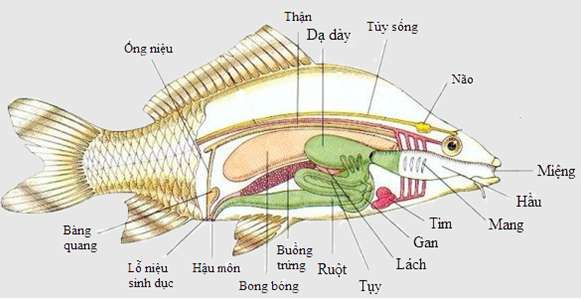 Thận
Tủy sống
Dạ dày
Ống niệu
Não
Miệng
Hầu
Mang
Tim
Gan
Lách
Tụy
Ruột
Buồng
trứng
Bong bóng
Hậu môn
Lỗ niệu
sinh dục
Bàng
quang